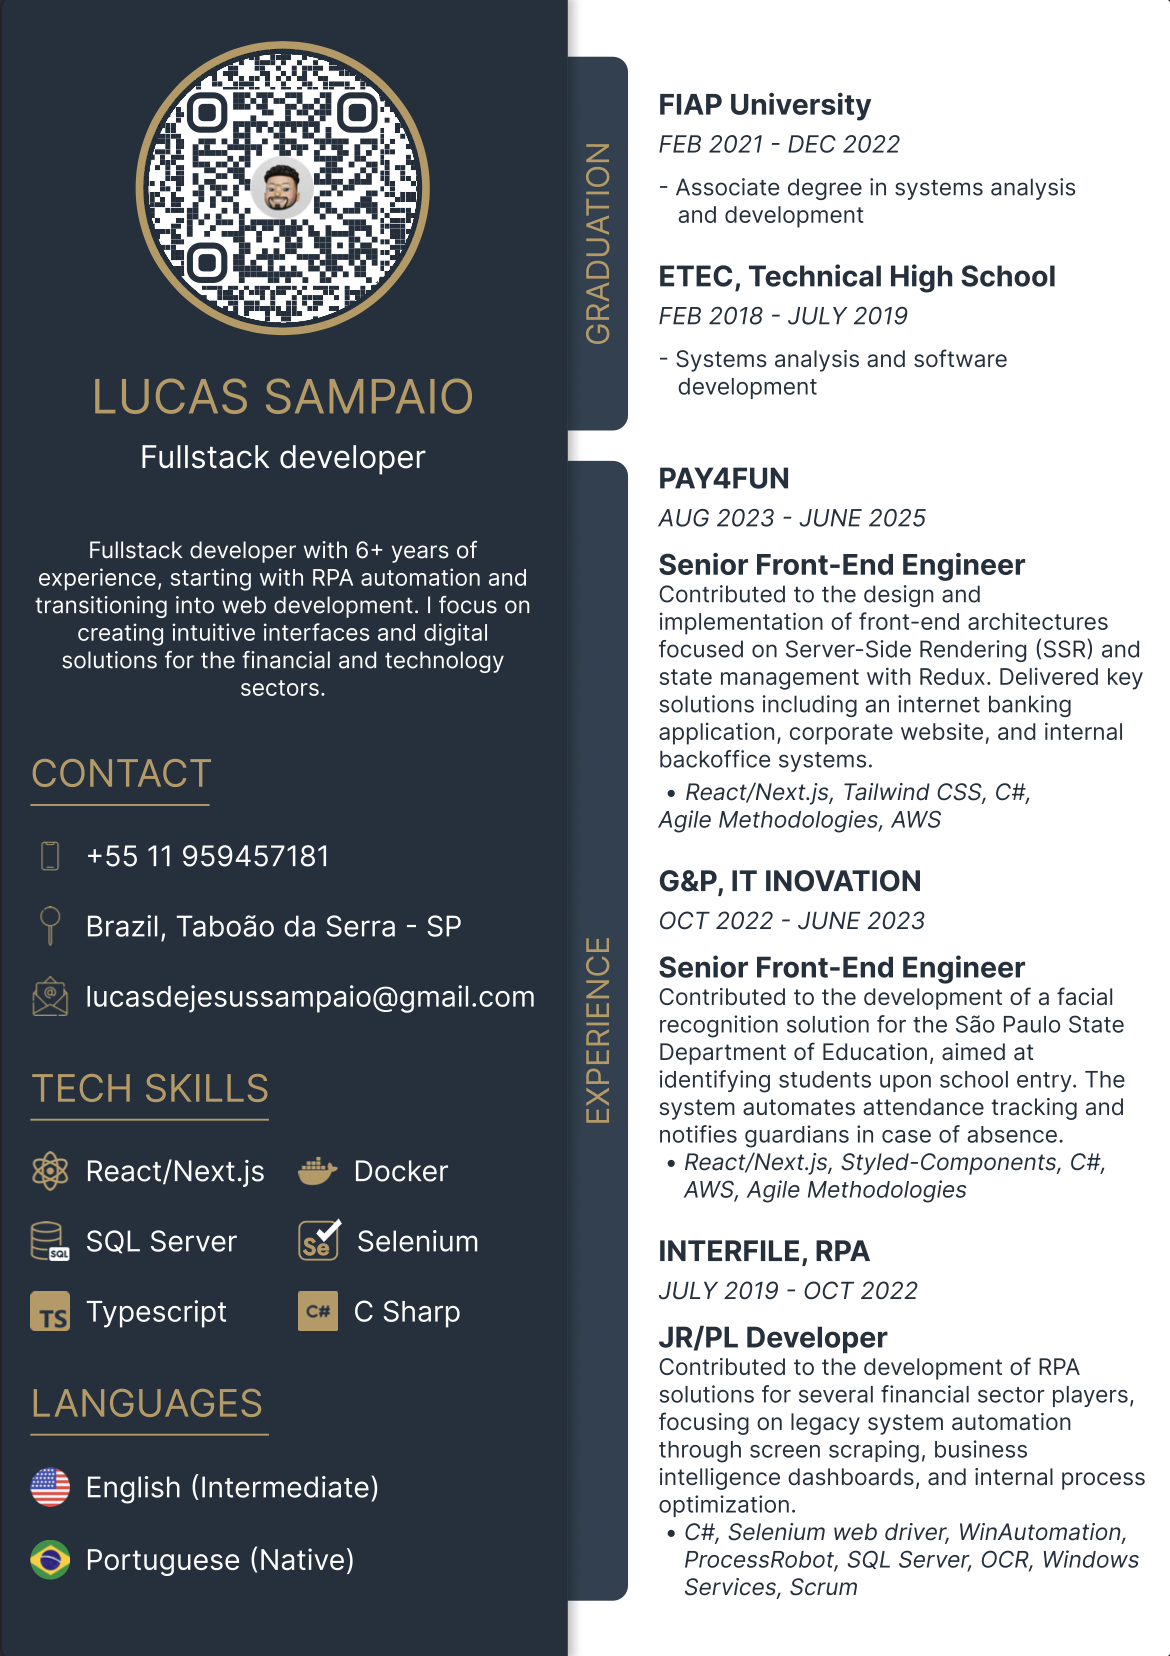 LUCAS SAMPAIO
Fullstack developer
Fullstack developer with 6+ years of
experience, starting with RPA automation and
transitioning into web development. I focus on
creating intuitive interfaces and digital
solutions for the financial and technology
sectors.
CONTACT
+55 11 959457181
Brazil, Taboão da Serra - SP
@
lucasdejesussampaio@gmail.com
TECH SKILLS
React/Next.js
Docker
SQL
SQL Server
Se
Selenium
TS
Typescript
C#
C Sharp
LANGUAGES
English (Intermediate)
Portuguese (Native)
GRADUATION
FIAP University
FEB 2021 - DEC 2022
- Associate degree in systems analysis
and development
ETEC, Technical High School
FEB 2018 - JULY 2019
- Systems analysis and software
development
EXPERIENCE
PAY4FUN
AUG 2023 - JUNE 2025
Senior Front-End Engineer
Contributed to the design and
implementation of front-end architectures
focused on Server-Side Rendering (SSR) and
state management with Redux. Delivered key
solutions including an internet banking
application, corporate website, and internal
backoffice systems.
• React/Next.js, Tailwind CSS, C#,
Agile Methodologies, AWS
G&P, IT INOVATION
OCT 2022 - JUNE 2023
Senior Front-End Engineer
Contributed to the development of a facial
recognition solution for the São Paulo State
Department of Education, aimed at
identifying students upon school entry. The
system automates attendance tracking and
notifies guardians in case of absence.
• React/Next.js, Styled-Components, C#,
AWS, Agile Methodologies
INTERFILE, RPA
JULY 2019 - OCT 2022
JR/PL Developer
Contributed to the development of RPA
solutions for several financial sector players,
focusing on legacy system automation
through screen scraping, business
intelligence dashboards, and internal process
optimization.
• C#, Selenium web driver, WinAutomation,
ProcessRobot, SQL Server, OCR, Windows
Services, Scrum